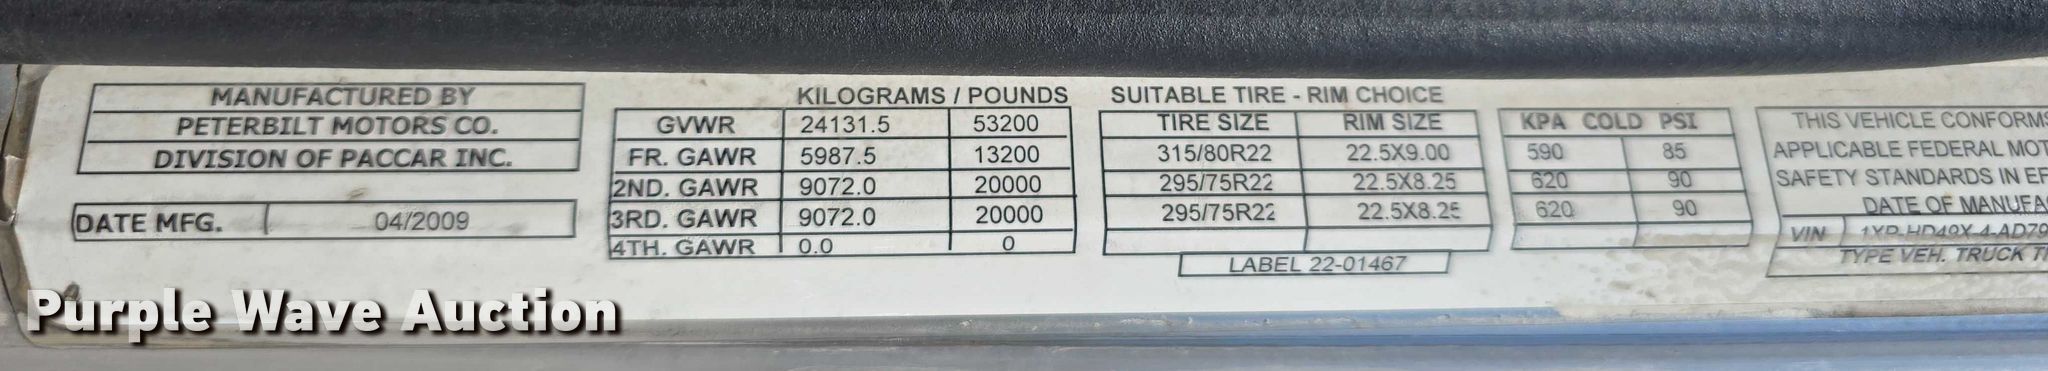 MANUFACTURED BY
PETERBILT MOTORS CO.
DIVISION OF PACCAR INC.
DATE MFG. 04/2009
KILOGRAMS / POUNDS
GVWR 24131.5 53200
FR. GAWR 5987.5 13200
2ND. GAWR 9072.0 20000
3RD. GAWR 9072.0 20000
4TH. GAWR 0.0 0
SUITABLE TIRE - RIM CHOICE
TIRE SIZE RIM SIZE
315/80R22 22.5X9.00
295/75R22 22.5X8.25
295/75R22 22.5X8.25
LABEL 22-01467
KPA COLD PSI
590 85
620 90
620 90
THIS VEHICLE CONFORMS
APPLICABLE FEDERAL MOT
SAFETY STANDARDS IN EF
DATE OF MANUFA
VIN 1XP-HD49X-4-AD79
TYPE VEH. TRUCK
Purple Wave Auction